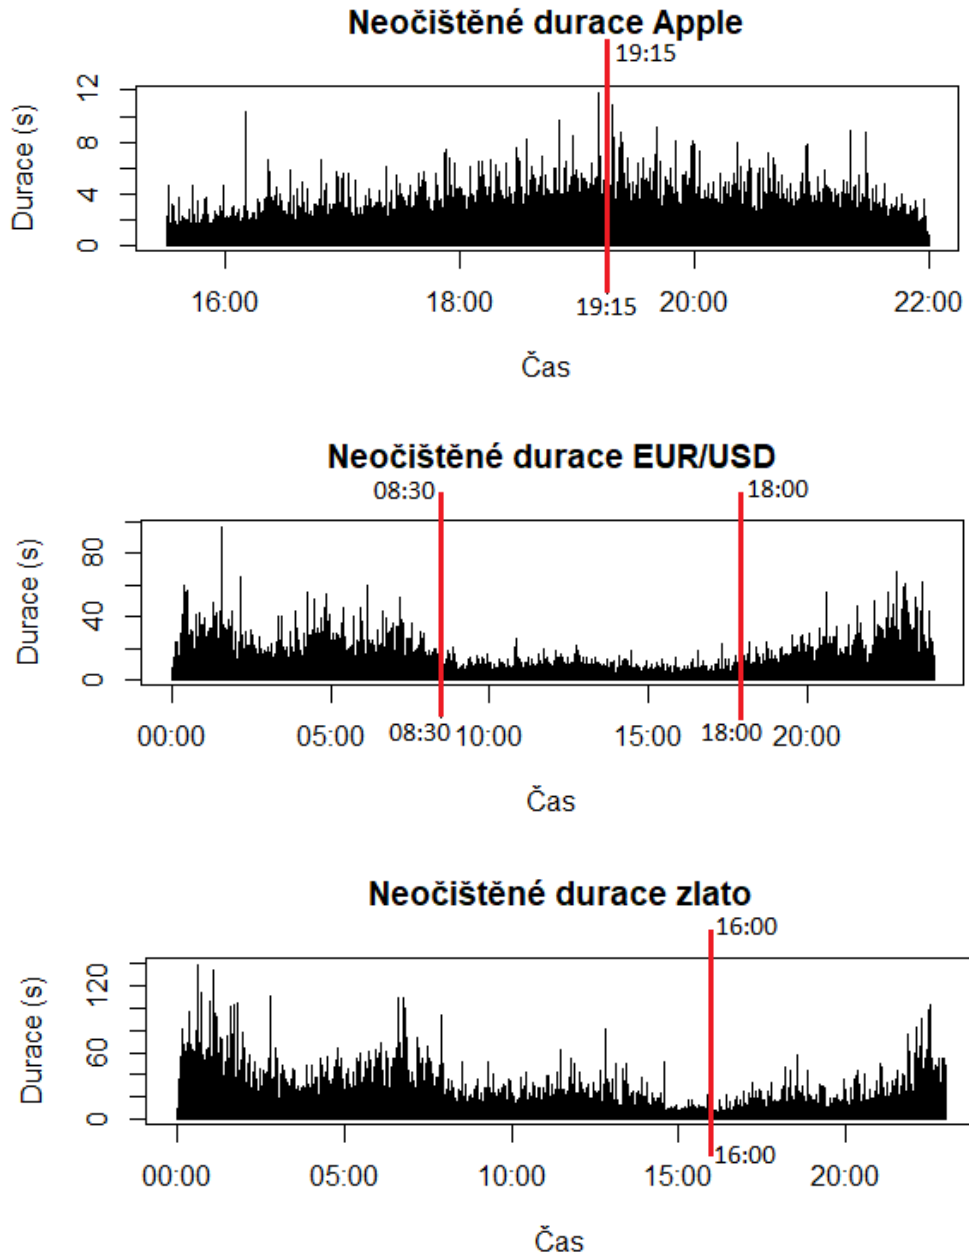 Neočištěné durace Apple
19:15
Durace (s)
12
8
4
0
16:00 18:00 19:15 20:00 22:00
Čas
Neočištěné durace EUR/USD
08:30 18:00
Durace (s)
80
40
0
00:00 05:00 08:30 10:00 15:00 18:00 20:00
Čas
Neočištěné durace zlato
16:00
Durace (s)
120
60
0
00:00 05:00 10:00 15:00 16:00 20:00
Čas